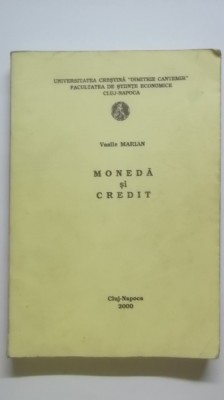 UNIVERSITATEA CREŞTINĂ "DIMITRIE CANTEMIR"
FACULTATEA DE ŞTIINŢE ECONOMICE
CLUJ-NAPOCA
Vasile MARIAN
MONEDĂ
şi
CREDIT
Cluj-Napoca
2000